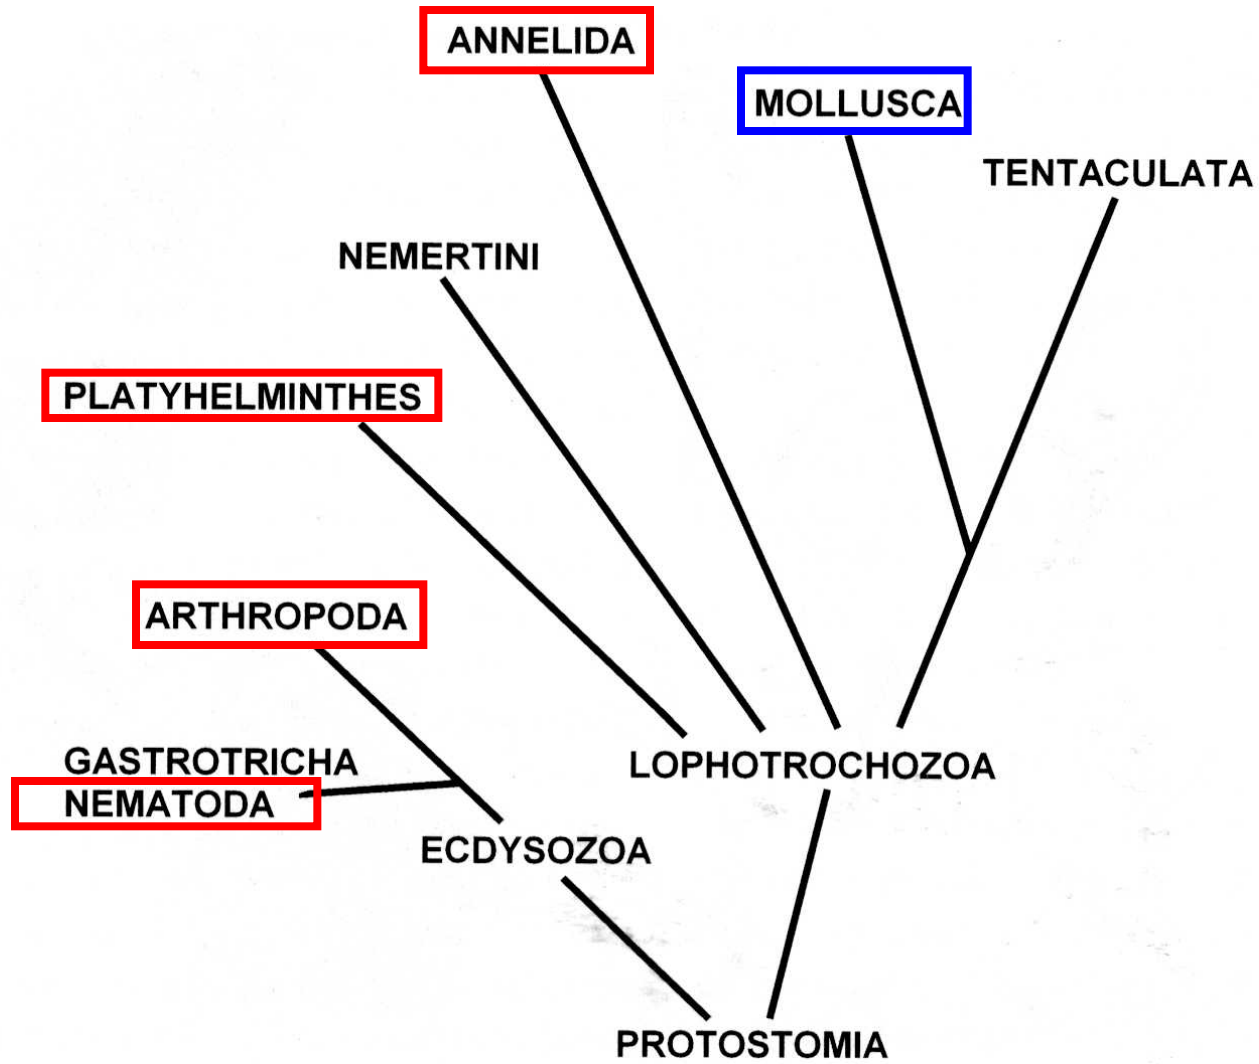 ANNELIDA
MOLLUSCA
TENTACULATA
NEMERTINI
PLATYHELMINTHES
ARTHROPODA
GASTROTRICHA
NEMATODA
LOPHOTROCHOZOA
ECDYSOZOA
PROTOSTOMIA